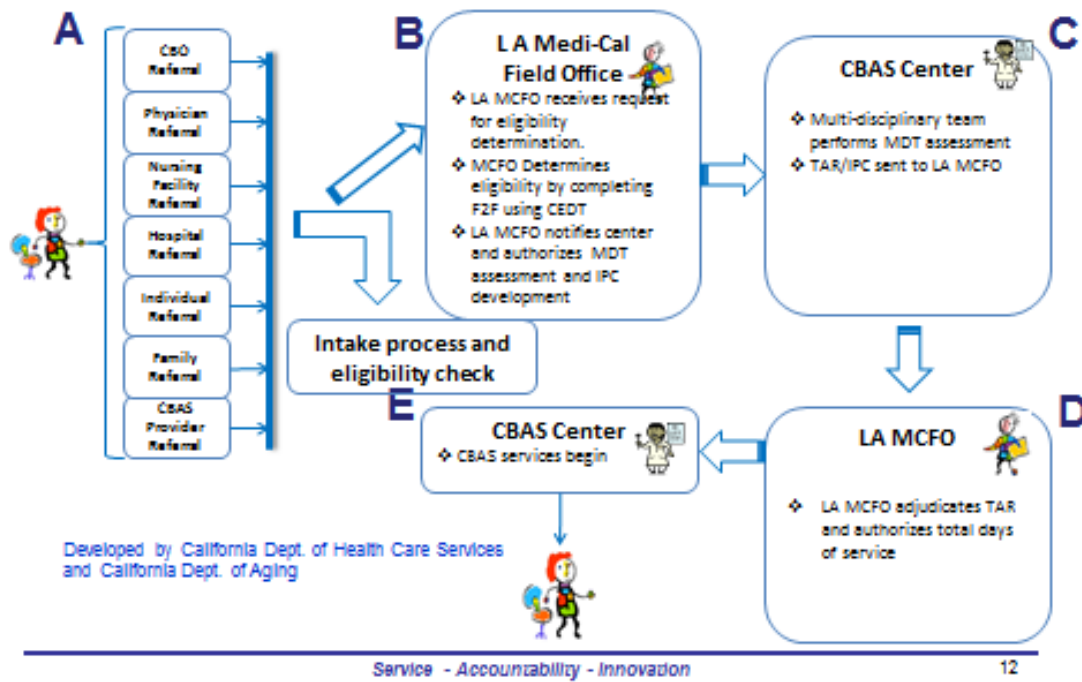 A
CBO
Referral
Physician
Referral
Nursing
Facility
Referral
Hospital
Referral
Individual
Referral
Family
Referral
CBAS
Provider
Referral
B
L A Medi-Cal
Field Office
❖ LA MCFO receives request
for eligibility
determination.
❖ MCFO Determines
eligibility by completing
F2F using CEDT
❖ LA MCFO notifies center
and authorizes MDT
assessment and IPC
development
Intake process and
eligibility check
C
CBAS Center
❖ Multi-disciplinary team
performs MDT assessment
❖ TAR/IPC sent to LA MCFO
D
LA MCFO
❖ LA MCFO adjudicates TAR
and authorizes total days
of service
E
CBAS Center
❖ CBAS services begin
Developed by California Dept. of Health Care Services
and California Dept. of Aging
Service - Accountability - Innovation
12